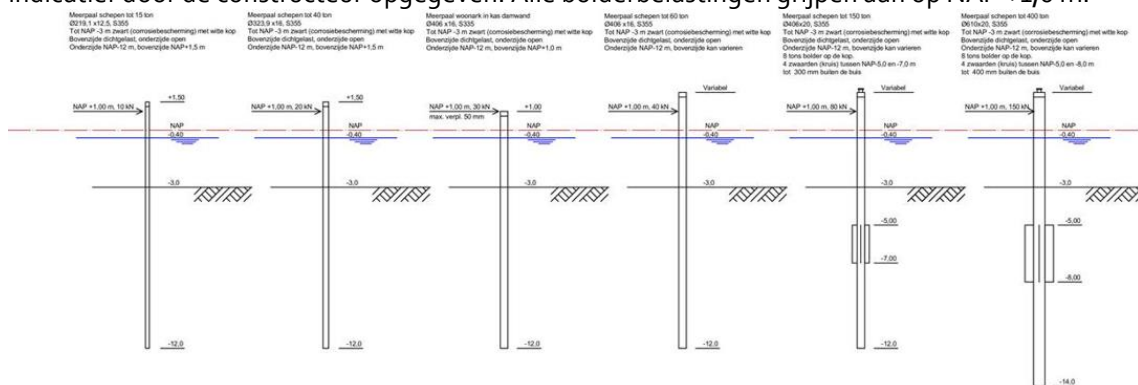 indicatief door de constructeur opgegeven. Alle bolderbelastingen grijpen aan op NAP +1,0 m.
Meerpaal schepen tot 15 ton
Ø219,1 x12,5, S355
Tot NAP -3 m zwart (corrosiebescherming) met witte kop
Bovenzijde dichtgelast, onderzijde open
Onderzijde NAP-12 m, bovenzijde NAP+1,5 m
Meerpaal schepen tot 40 ton
Ø323,9 x16, S355
Tot NAP -3 m zwart (corrosiebescherming) met witte kop
Bovenzijde dichtgelast, onderzijde open
Onderzijde NAP-12 m, bovenzijde NAP+1,5 m
Meerpaal woonark in kas damwand
Ø406 x16, S355
Tot NAP -3 m zwart (corrosiebescherming) met witte kop
Bovenzijde dichtgelast, onderzijde open
Onderzijde NAP-12 m, bovenzijde NAP+1,0 m
Meerpaal schepen tot 60 ton
Ø406 x16, S355
Tot NAP -3 m zwart (corrosiebescherming) met witte kop
Bovenzijde dichtgelast, onderzijde open
Onderzijde NAP-12 m, bovenzijde kan varieren
Meerpaal schepen tot 150 ton
Ø406x20, S355
Tot NAP -3 m zwart (corrosiebescherming) met witte kop
Bovenzijde dichtgelast, onderzijde open
Onderzijde NAP-12 m, bovenzijde kan varieren
8 tons bolder op de kop.
4 zwaarden (kruis) tussen NAP-5,0 en -7,0 m
tot 300 mm buiten de buis
Meerpaal schepen tot 400 ton
Ø610x20, S355
Tot NAP -3 m zwart (corrosiebescherming) met witte kop
Bovenzijde dichtgelast, onderzijde open
Onderzijde NAP-12 m, bovenzijde kan varieren
8 tons bolder op de kop.
4 zwaarden (kruis) tussen NAP-5,0 en -8,0 m
tot 400 mm buiten de buis
NAP +1,00 m, 10 kN
+1.50
NAP
-0,40
-3,0
-12,0
NAP +1,00 m, 20 kN
+1.50
NAP
-0,40
-3,0
-12,0
NAP +1,00 m, 30 kN
max. verpl. 50 mm
+1.00
NAP
-0,40
-3,0
NAP +1,00 m, 40 kN
Variabel
NAP
-0,40
-3,0
-12,0
NAP +1,00 m, 80 kN
Variabel
NAP
-0,40
-3,0
-5,00
-7,00
-12,0
NAP +1,00 m, 150 kN
Variabel
NAP
-0,40
-3,0
-5,00
-8,00
-14,0